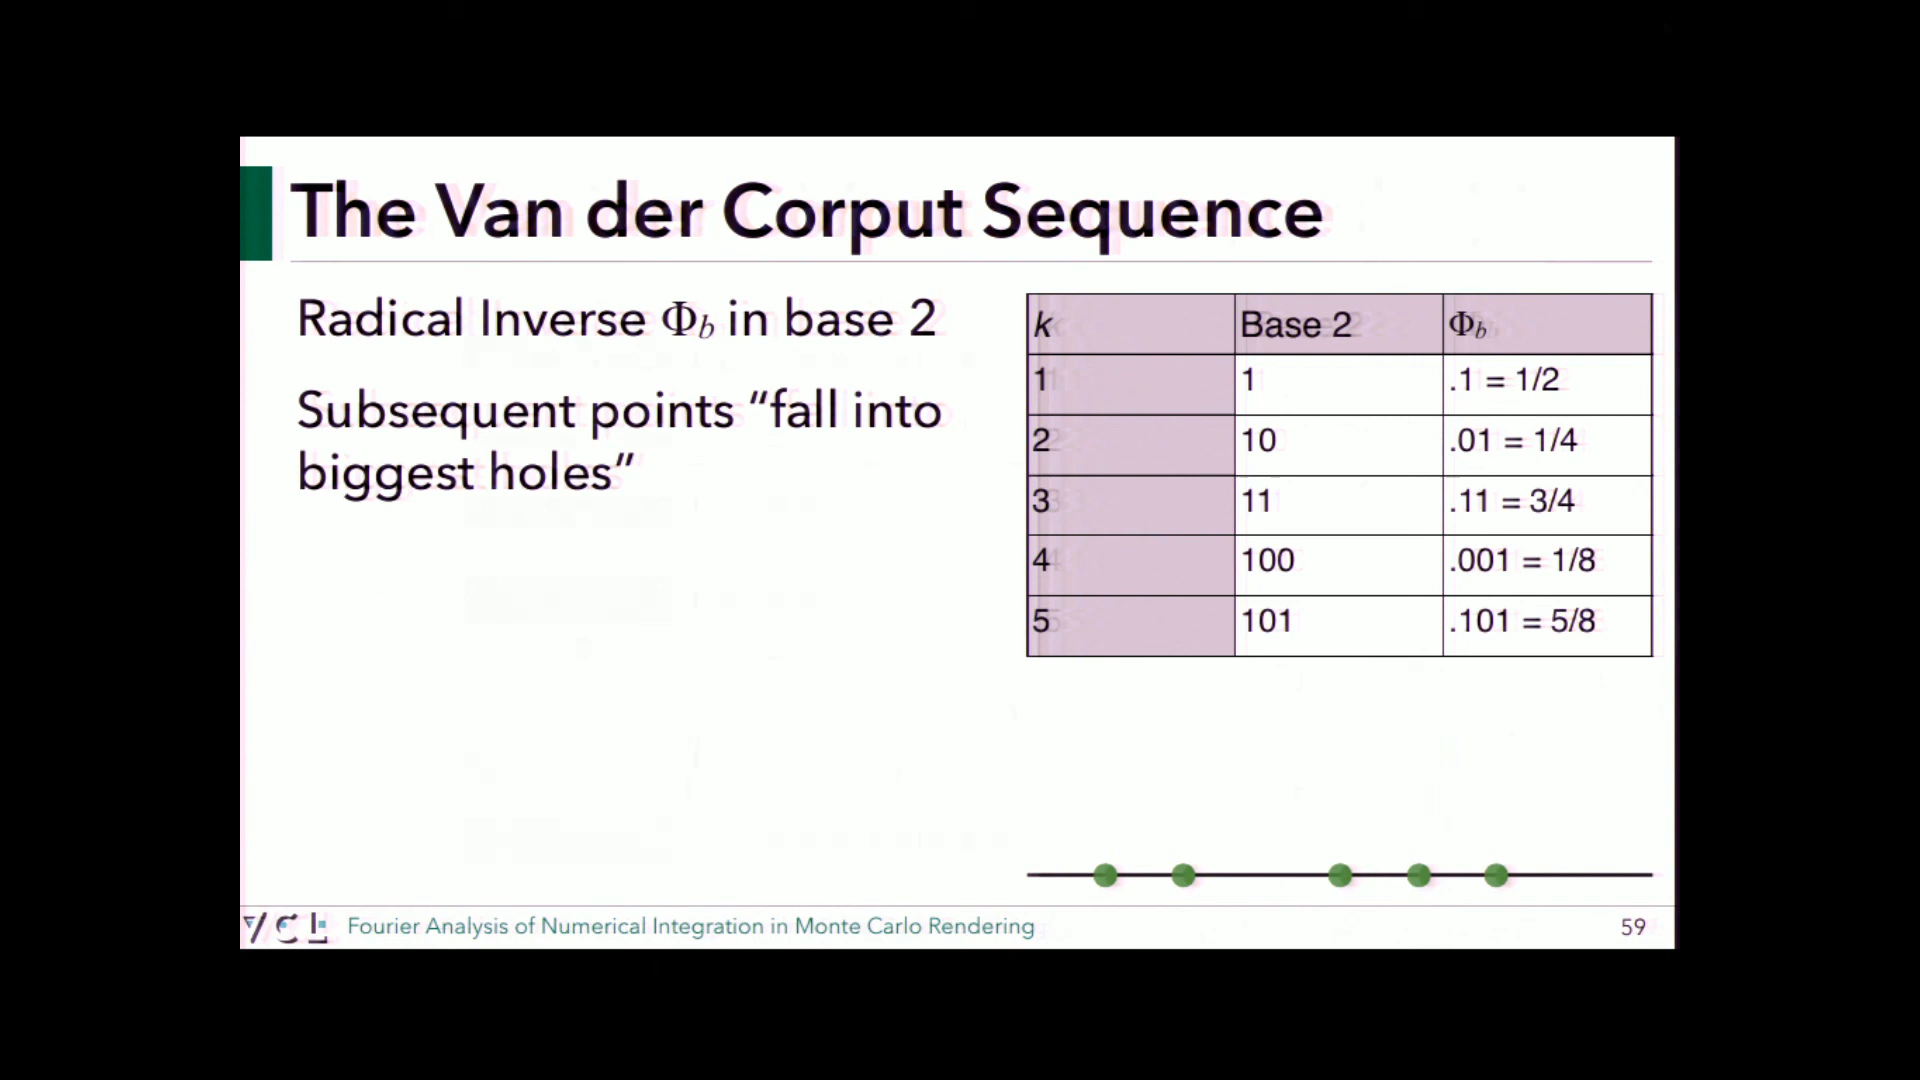 The Van der Corput Sequence
Radical Inverse Φb in base 2
Subsequent points “fall into
biggest holes”
k Base 2 Φb
1 1 .1 = 1/2
2 10 .01 = 1/4
3 11 .11 = 3/4
4 100 .001 = 1/8
5 101 .101 = 5/8
VCL Fourier Analysis of Numerical Integration in Monte Carlo Rendering 59